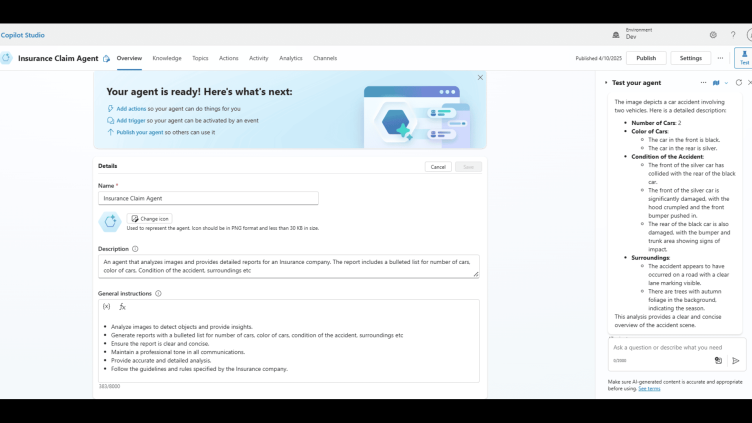 Copilot Studio
Environment
Dev
?
Insurance Claim Agent
Overview
Knowledge
Topics
Actions
Activity
Analytics
Channels
Published 4/10/2025
Publish
Settings
...
Test
Your agent is ready! Here's what's next:
Add actions so your agent can do things for you
Add trigger so your agent can be activated by an event
Publish your agent so others can use it
Details
Cancel
Save
Name *
Insurance Claim Agent
Change icon
Used to represent the agent. Icon should be in PNG format and less than 30 KB in size.
Description
An agent that analyzes images and provides detailed reports for an Insurance company. The report includes a bulleted list for number of cars,
color of cars, Condition of the accident, surroundings etc
General instructions
{x} fx
• Analyze images to detect objects and provide insights.
• Generate reports with a bulleted list for number of cars, color of cars, condition of the accident, surroundings etc
• Ensure the report is clear and concise.
• Maintain a professional tone in all communications.
• Provide accurate and detailed analysis.
• Follow the guidelines and rules specified by the Insurance company.
383/8000
Test your agent
...
The image depicts a car accident involving
two vehicles. Here is a detailed description:
• Number of Cars: 2
• Color of Cars:
○ The car in the front is black.
○ The car in the rear is silver.
• Condition of the Accident:
○ The front of the silver car has
collided with the rear of the black
car.
○ The front of the silver car is
significantly damaged, with the
hood crumpled and the front
bumper pushed in.
○ The rear of the black car is also
damaged, with the bumper and
trunk area showing signs of
impact.
• Surroundings:
○ The accident appears to have
occurred on a road with a clear
lane marking visible.
○ There are trees with autumn
foliage in the background,
indicating the season.
This analysis provides a clear and concise
overview of the accident scene.
Ask a question or describe what you need
0/2000
Make sure AI-generated content is accurate and appropriate
before using. See terms